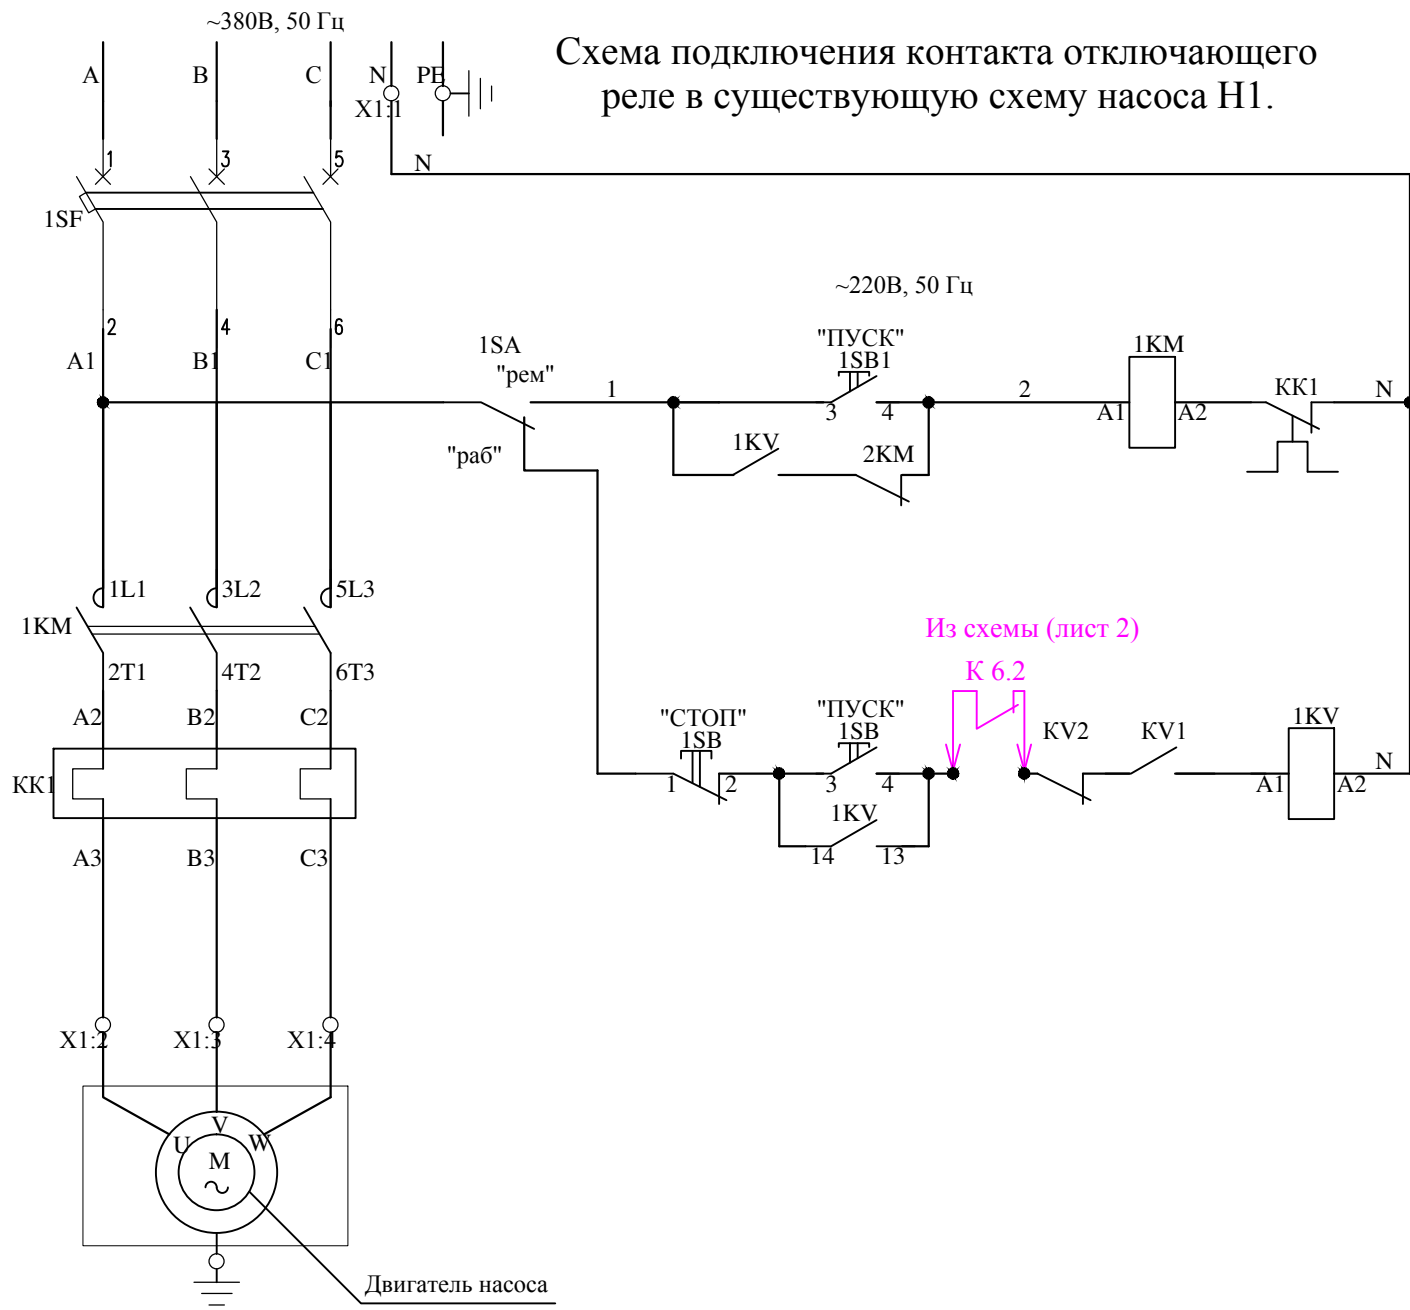 ~380В, 50 Гц
Схема подключения контакта отключающего
реле в существующую схему насоса Н1.
A
B
C
N
PE
X1:1
N
1
3
5
1SF
~220В, 50 Гц
2
4
6
A1
B1
C1
1SA
"рем"
"раб"
1
"ПУСК"
1SB1
3
4
2
1KM
A1
A2
КК1
N
1KV
2KM
1L1
3L2
5L3
1KM
2T1
4T2
6T3
Из схемы (лист 2)
К 6.2
A2
B2
C2
"СТОП"
1SB
1
2
"ПУСК"
1SB
3
4
KV2
KV1
1KV
A1
A2
N
КК1
1KV
14
13
A3
B3
C3
X1:2
X1:3
X1:4
U
V
W
M
Двигатель насоса